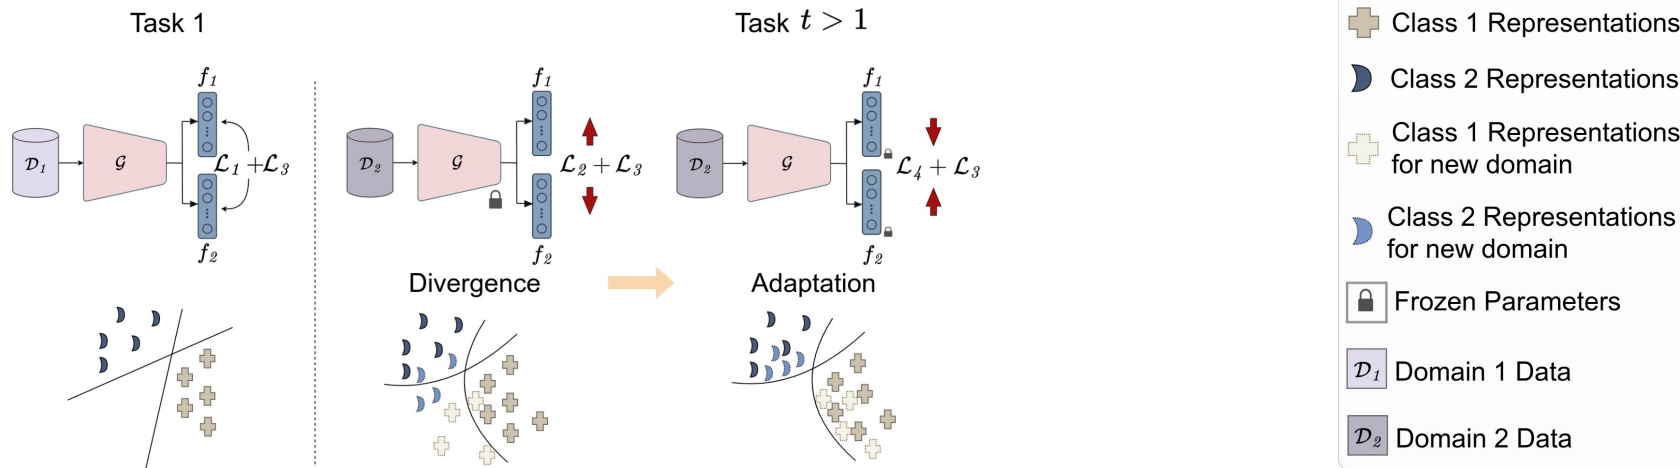 Task 1
Task t > 1
f1
f1
f1
D1
G
L1 + L3
D2
G
L2 + L3
D2
G
L4 + L3
f2
f2
f2
Divergence
Adaptation
Class 1 Representations
Class 2 Representations
Class 1 Representations
for new domain
Class 2 Representations
for new domain
Frozen Parameters
D1 Domain 1 Data
D2 Domain 2 Data